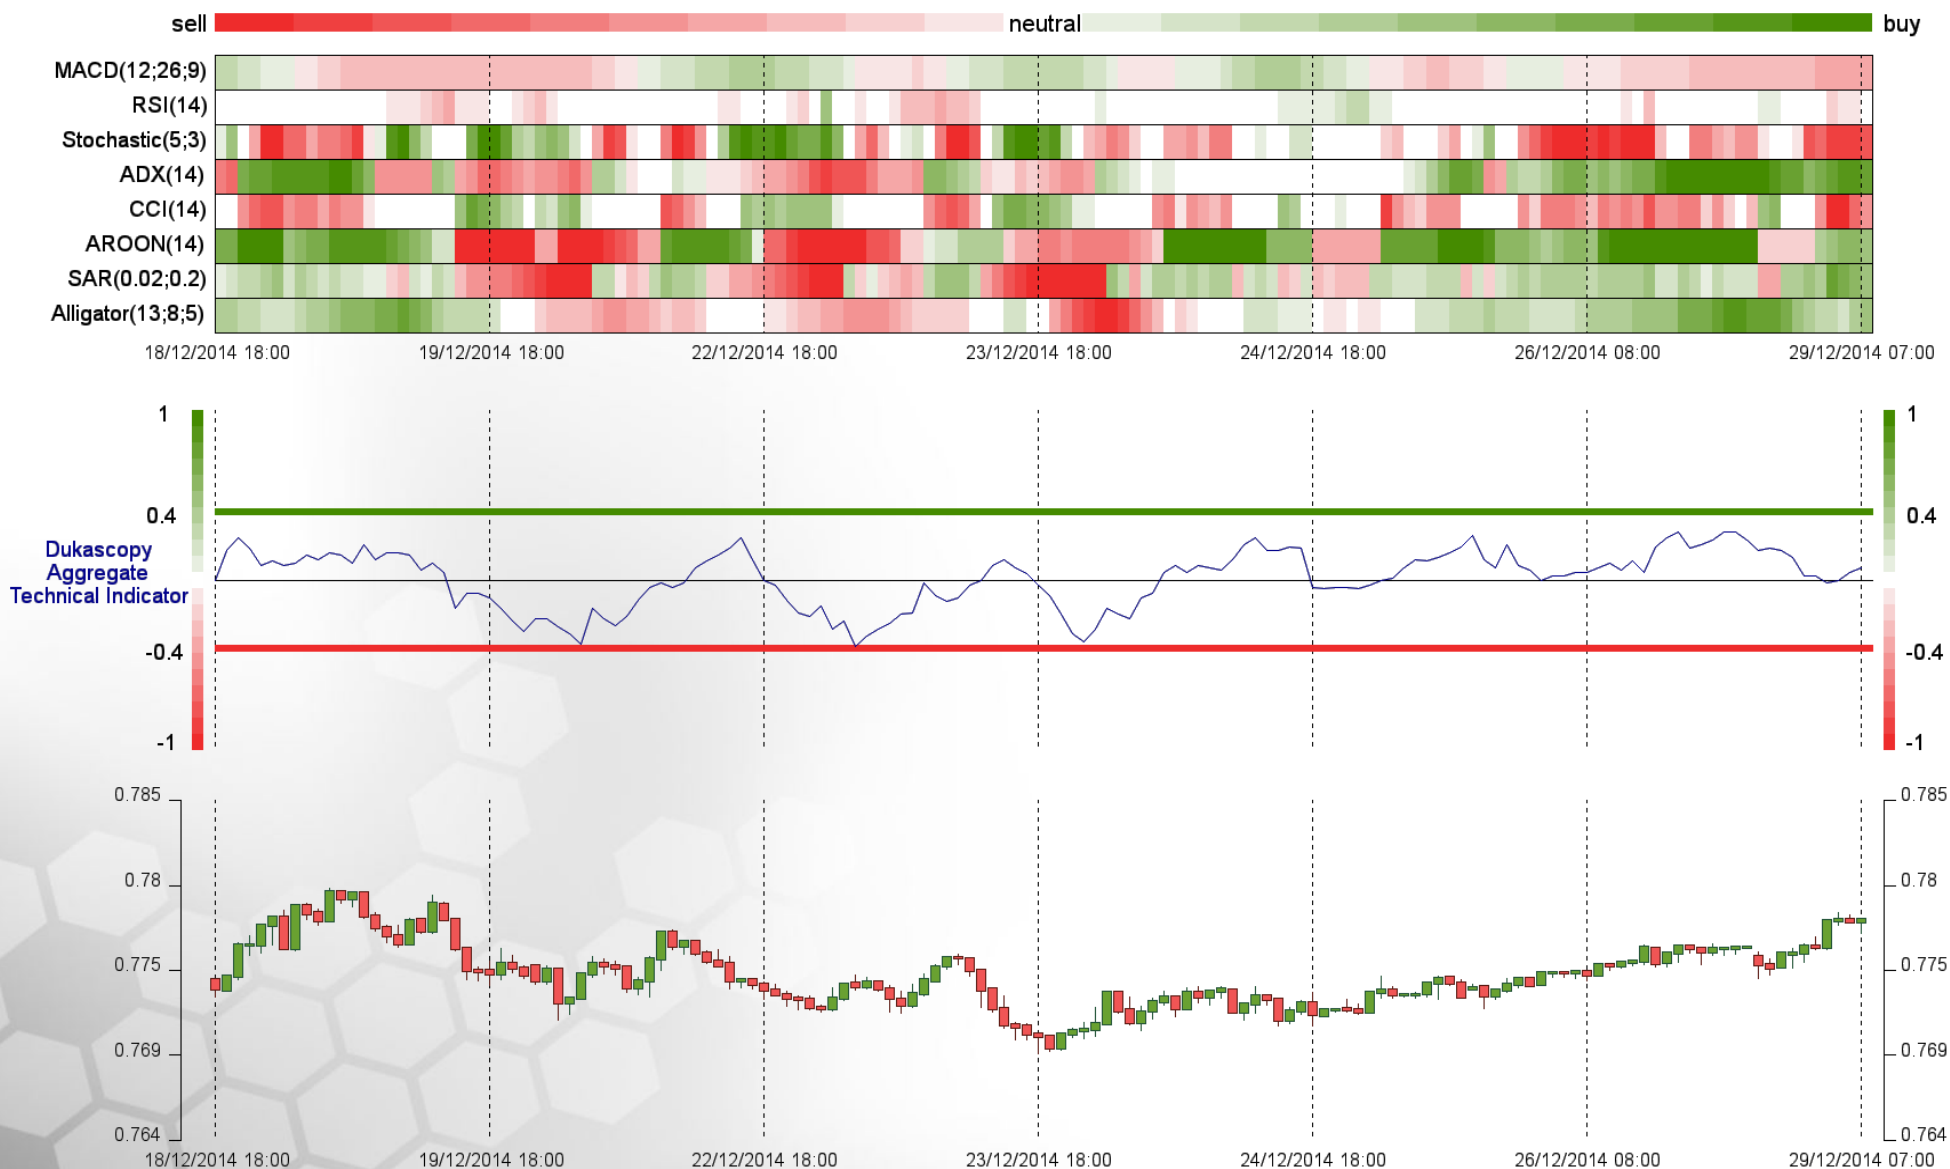 sell neutral buy
MACD(12;26;9)
RSI(14)
Stochastic(5;3)
ADX(14)
CCI(14)
AROON(14)
SAR(0.02;0.2)
Alligator(13;8;5)
18/12/2014 18:00 19/12/2014 18:00 22/12/2014 18:00 23/12/2014 18:00 24/12/2014 18:00 26/12/2014 08:00 29/12/2014 07:00
1 1
0.4 0.4
Dukascopy
Aggregate
Technical Indicator
-0.4 -0.4
-1 -1
0.785 0.785
0.78 0.78
0.775 0.775
0.769 0.769
0.764 0.764
18/12/2014 18:00 19/12/2014 18:00 22/12/2014 18:00 23/12/2014 18:00 24/12/2014 18:00 26/12/2014 08:00 29/12/2014 07:00